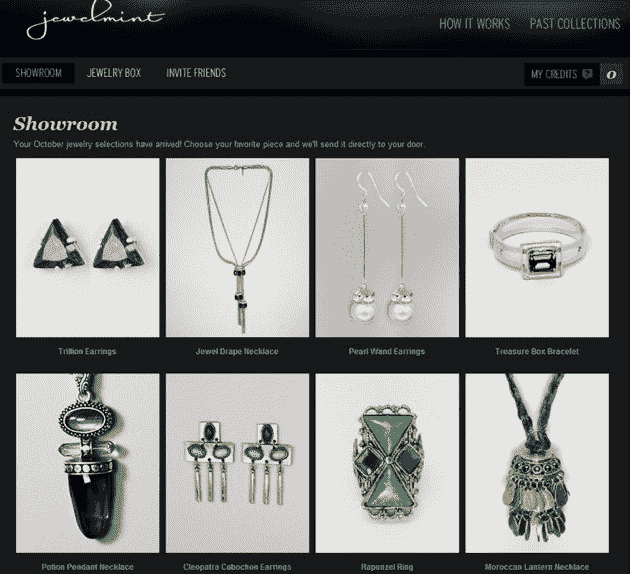 jewelmint
HOW IT WORKS PAST COLLECTIONS
SHOWROOM JEWELRY BOX INVITE FRIENDS MY CREDITS 0
Showroom
Your October jewelry selections have arrived! Choose your favorite piece and we'll send it directly to your door.
Trillion Earrings Jewel Drape Necklace Pearl Wand Earrings Treasure Box Bracelet
Potion Pendant Necklace Cleopatra Cabochon Earrings Rapunzel Ring Moroccan Lantern Necklace